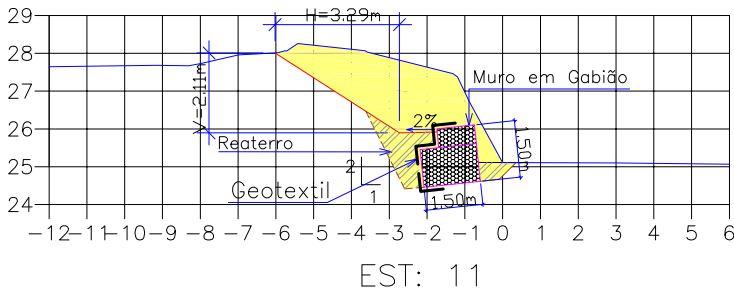 29
H=3.29m
28
27
V=2.11m
Muro em Gabião
26
2%
Reaterro
1.50m
25
2
1
Geotextil
1.50m
24
-12 -11 -10 -9 -8 -7 -6 -5 -4 -3 -2 -1 0 1 2 3 4 5 6
EST: 11